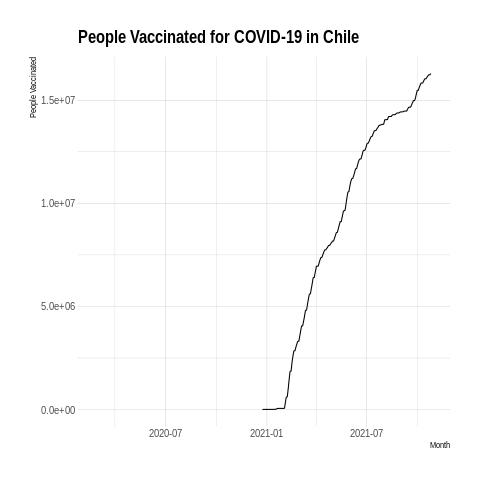 People Vaccinated for COVID-19 in Chile
People Vaccinated
1.5e+07
1.0e+07
5.0e+06
0.0e+00
2020-07 2021-01 2021-07
Month